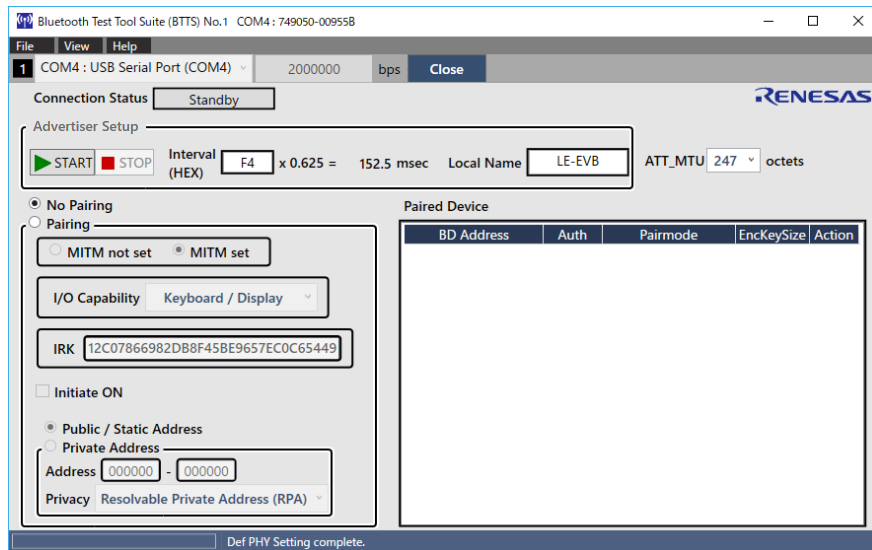 Bluetooth Test Tool Suite (BTTS) No.1 COM4 : 749050-00955B
File View Help
1 COM4 : USB Serial Port (COM4) 2000000 bps Close
Connection Status Standby RENESAS
Advertiser Setup
START STOP Interval (HEX) F4 x 0.625 = 152.5 msec Local Name LE-EVB ATT_MTU 247 octets
No Pairing
Pairing
MITM not set MITM set
I/O Capability Keyboard / Display
IRK 12C07866982DB8F45BE9657EC0C65449
Initiate ON
Public / Static Address
Private Address
Address 000000 - 000000
Privacy Resolvable Private Address (RPA)
Paired Device
BD Address Auth Pairmode EncKeySize Action
Def PHY Setting complete.